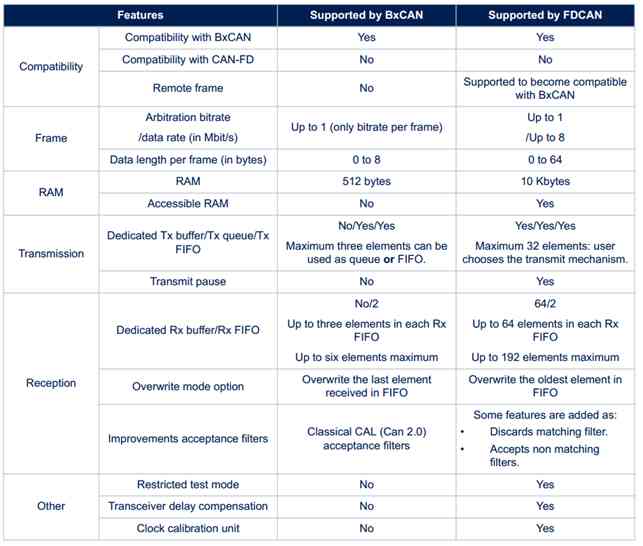 Features Supported by BxCAN Supported by FDCAN
Compatibility
Compatibility with BxCAN Yes Yes
Compatibility with CAN-FD No No
Remote frame No Supported to become compatible
with BxCAN
Frame
Arbitration bitrate
/data rate (in Mbit/s)
Up to 1 (only bitrate per frame)
Up to 1
/Up to 8
Data length per frame (in bytes) 0 to 8 0 to 64
RAM
RAM 512 bytes 10 Kbytes
Accessible RAM No Yes
Transmission
Dedicated Tx buffer/Tx queue/Tx
FIFO
No/Yes/Yes
Maximum three elements can be
used as queue or FIFO.
Yes/Yes/Yes
Maximum 32 elements: user
chooses the transmit mechanism.
Transmit pause No Yes
Reception
Dedicated Rx buffer/Rx FIFO
No/2
Up to three elements in each Rx
FIFO
Up to six elements maximum
64/2
Up to 64 elements in each Rx
FIFO
Up to 192 elements maximum
Overwrite mode option
Overwrite the last element
received in FIFO
Overwrite the oldest element in
FIFO
Improvements acceptance filters
Classical CAL (Can 2.0)
acceptance filters
Some features are added as:
• Discards matching filter.
• Accepts non matching
filters.
Other
Restricted test mode No Yes
Transceiver delay compensation No Yes
Clock calibration unit No Yes